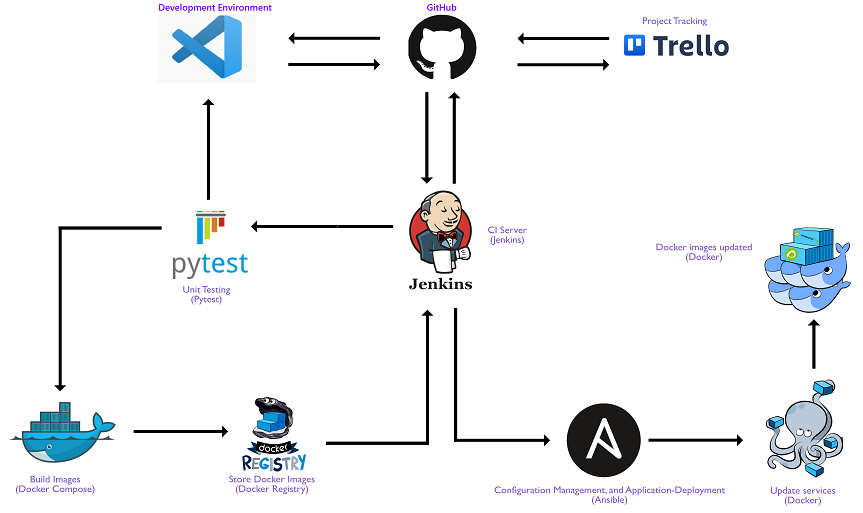 Development Environment
GitHub
Project Tracking
Trello
CI Server
(Jenkins)
Jenkins
pytest
Unit Testing
(Pytest)
Docker images updated
(Docker)
Build Images
(Docker Compose)
docker
REGISTRY
Store Docker Images
(Docker Registry)
A
Configuration Management, and Application-Deployment
(Ansible)
Update services
(Docker)